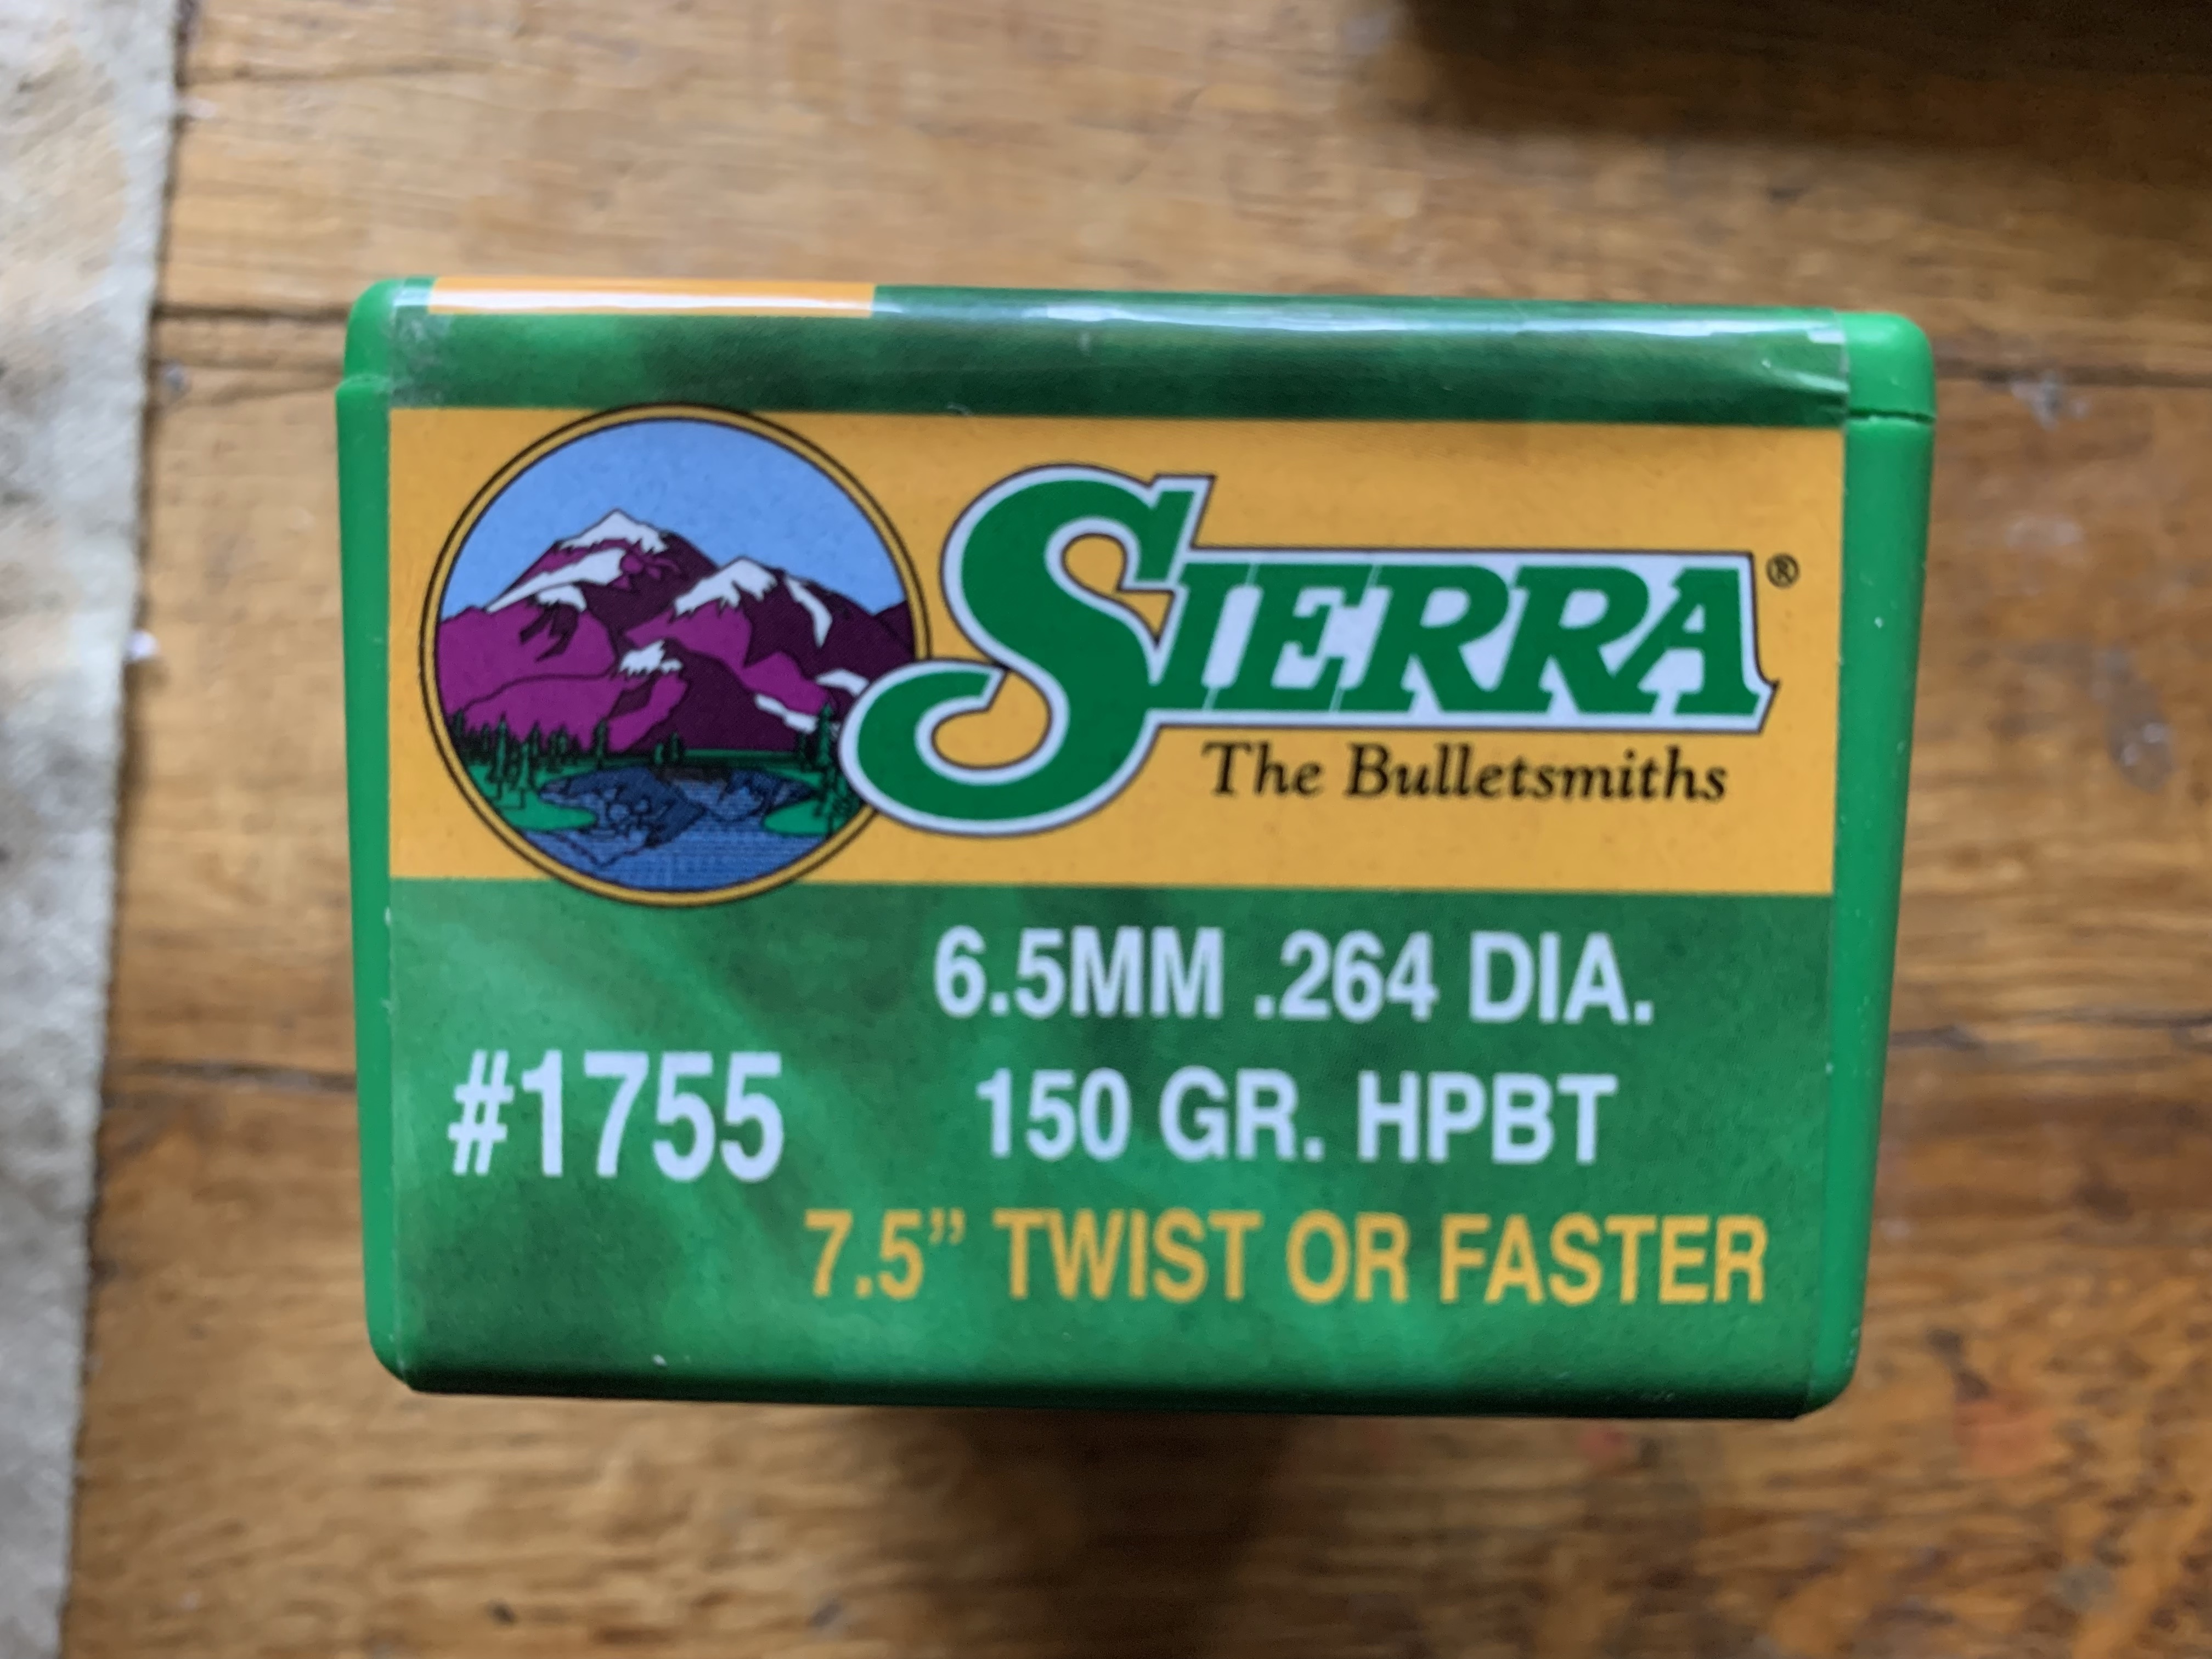 SIERRA®
The Bulletsmiths
6.5MM .264 DIA.
#1755 150 GR. HPBT
7.5” TWIST OR FASTER